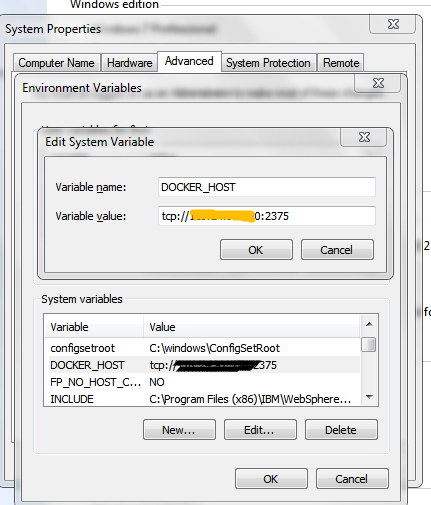 Windows edition
System Properties
Computer Name Hardware Advanced System Protection Remote
Environment Variables
Edit System Variable
Variable name: DOCKER_HOST
Variable value: tcp:// 0:2375
OK Cancel
System variables
Variable Value
configsetroot C:\windows\ConfigSetRoot
DOCKER_HOST tcp:// 2375
FP_NO_HOST_C... NO
INCLUDE C:\Program Files (x86)\IBM\WebSphere...
New... Edit... Delete
OK Cancel